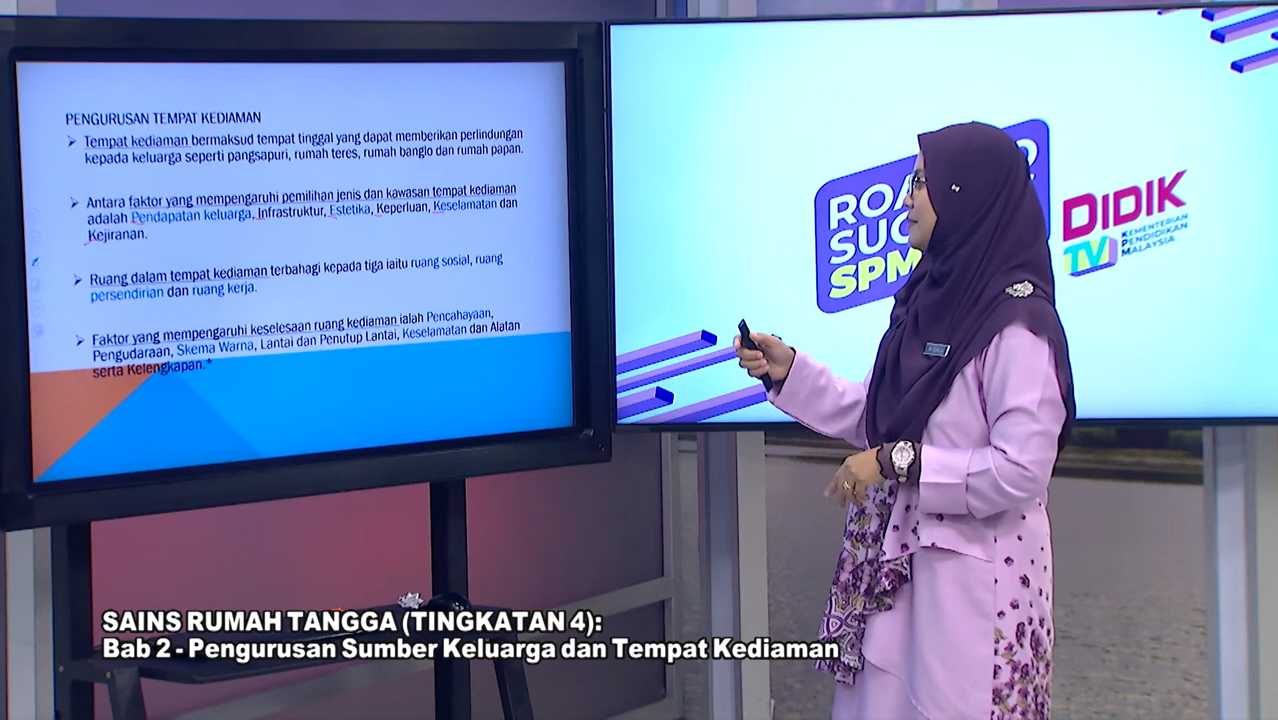 PENGURUSAN TEMPAT KEDIAMAN
Tempat kediaman bermaksud tempat tinggal yang dapat memberikan perlindungan
kepada keluarga seperti pangsapuri, rumah teres, rumah banglo dan rumah papan.
Antara faktor yang mempengaruhi pemilihan jenis dan kawasan tempat kediaman
adalah Pendapatan keluarga, Infrastruktur, Estetika, Keperluan, Keselamatan dan
Kejiranan.
Ruang dalam tempat kediaman terbahagi kepada tiga iaitu ruang sosial, ruang
persendirian dan ruang kerja.
Faktor yang mempengaruhi keselesaan ruang kediaman ialah Pencahayaan,
Pengudaraan, Skema Warna, Lantai dan Penutup Lantai, Keselamatan dan Alatan
serta Kelengkapan.*
SPM
DIDIK
TV
KEMENTERIAN
PENDIDIKAN
MALAYSIA
SAINS RUMAH TANGGA (TINGKATAN 4):
Bab 2 - Pengurusan Sumber Keluarga dan Tempat Kediaman